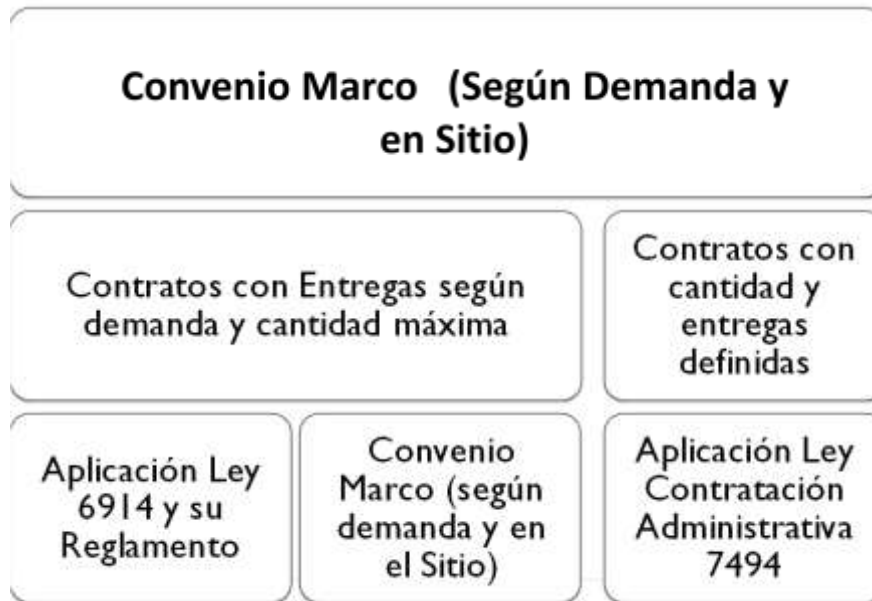 Convenio Marco (Según Demanda y
en Sitio)
Contratos con Entregas según
demanda y cantidad máxima
Contratos con
cantidad y
entregas
definidas
Aplicación Ley
6914 y su
Reglamento
Convenio
Marco (según
demanda y en
el Sitio)
Aplicación Ley
Contratación
Administrativa
7494